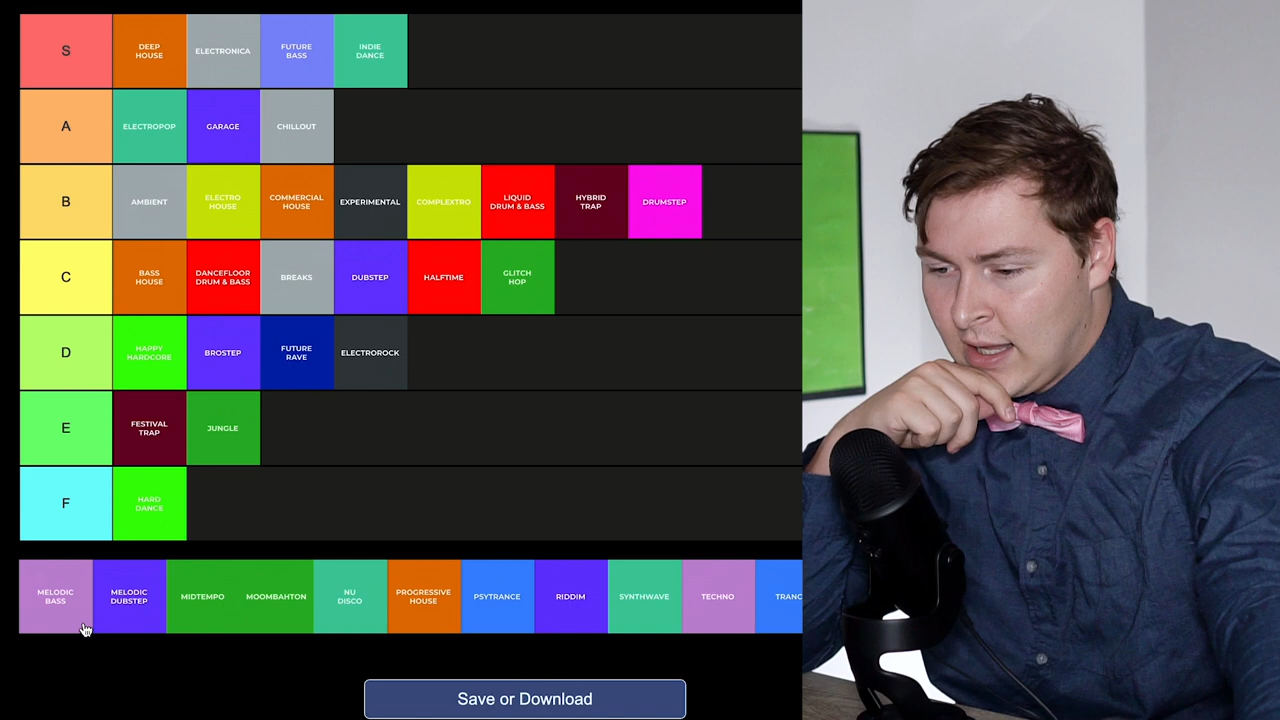 S
DEEP
HOUSE
ELECTRONICA
FUTURE
BASS
INDIE
DANCE
A
ELECTROPOP
GARAGE
CHILLOUT
B
AMBIENT
ELECTRO
HOUSE
COMMERCIAL
HOUSE
EXPERIMENTAL
COMPLEXTRO
LIQUID
DRUM & BASS
HYBRID
TRAP
DRUMSTEP
C
BASS
HOUSE
DANCEFLOOR
DRUM & BASS
BREAKS
DUBSTEP
HALFTIME
GLITCH
HOP
D
HAPPY
HARDCORE
BROSTEP
FUTURE
RAVE
ELECTROROCK
E
FESTIVAL
TRAP
JUNGLE
F
HARD
DANCE
MELODIC
BASS
MELODIC
DUBSTEP
MIDTEMPO
MOOMBAHTON
NU
DISCO
PROGRESSIVE
HOUSE
PSYTRANCE
RIDDIM
SYNTHWAVE
TECHNO
TRANC
Save or Download